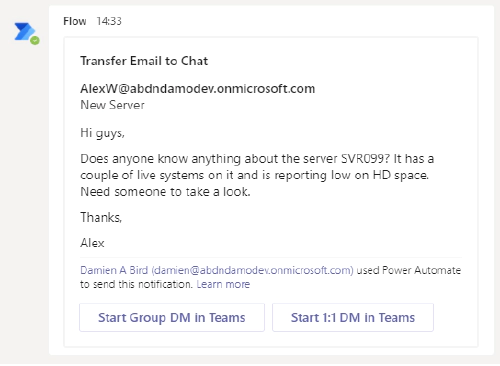 Flow 14:33
Transfer Email to Chat
AlexW@abdndamodev.onmicrosoft.com
New Server
Hi guys,
Does anyone know anything about the server SVR099? It has a
couple of live systems on it and is reporting low on HD space.
Need someone to take a look.
Thanks,
Alex
Damien A Bird (damien@abdndamodev.onmicrosoft.com) used Power Automate
to send this notification. Learn more
Start Group DM in Teams
Start 1:1 DM in Teams